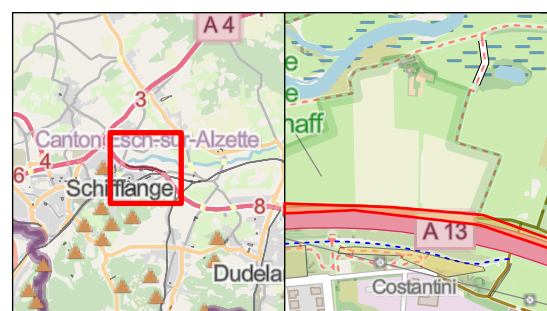 A 4
3
Canton Esch-sur-Alzette
4
6
Schifflange
8
Dudela
e
e
haff
A 13
Costantini